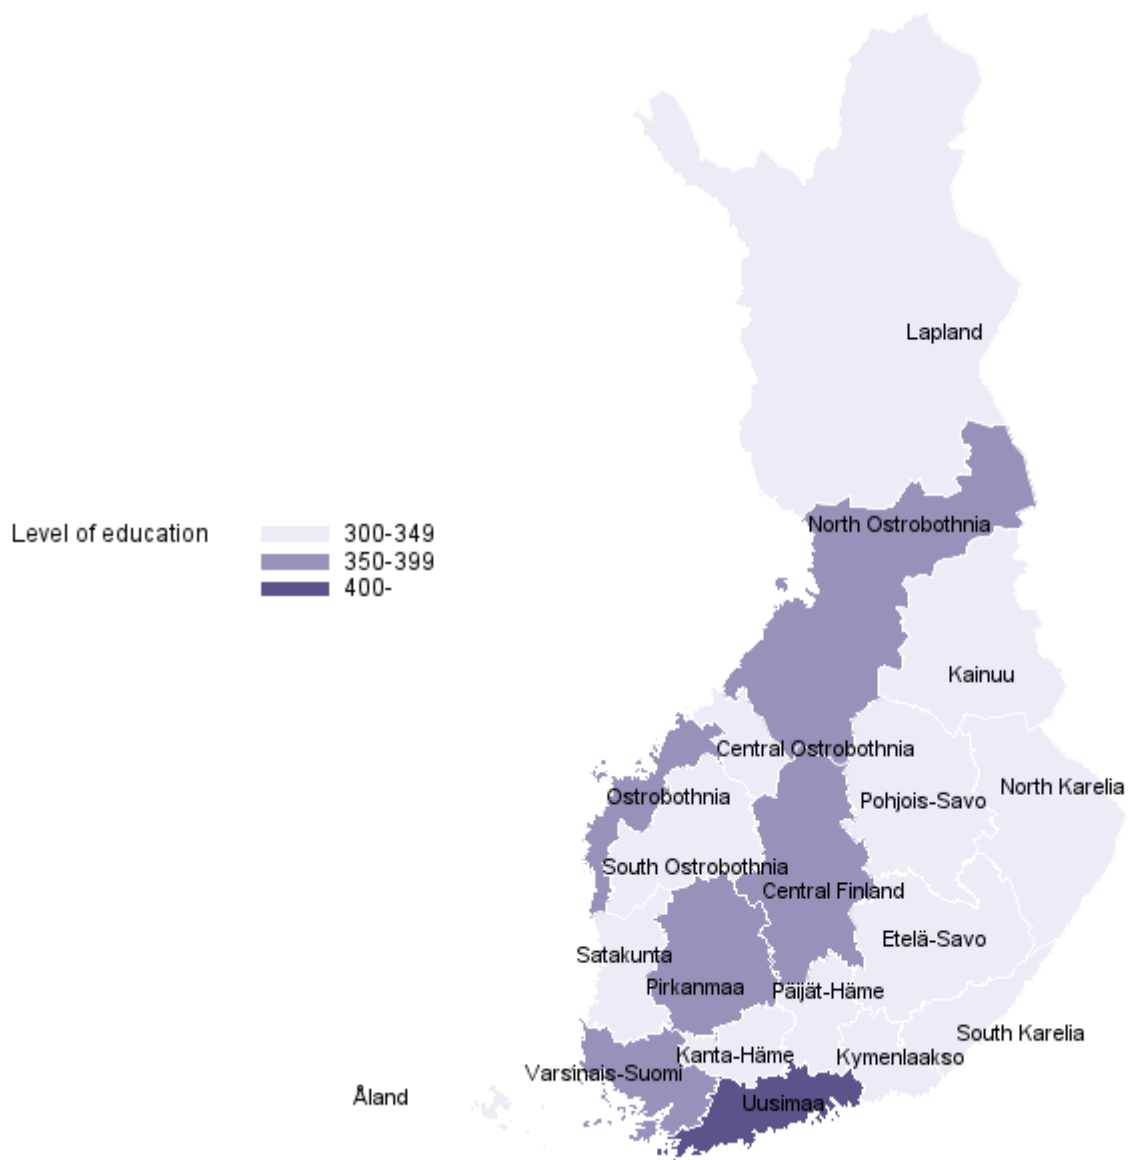 Lapland
North Ostrobothnia
Level of education
300-349
350-399
400-
Kainuu
Central Ostrobothnia
North Karelia
Ostrobothnia
Pohjois-Savo
South Ostrobothnia
Central Finland
Etelä-Savo
Satakunta
Pirkanmaa
Päijät-Häme
South Karelia
Kanta-Häme
Kymenlaakso
Varsinais-Suomi
Åland
Uusimaa